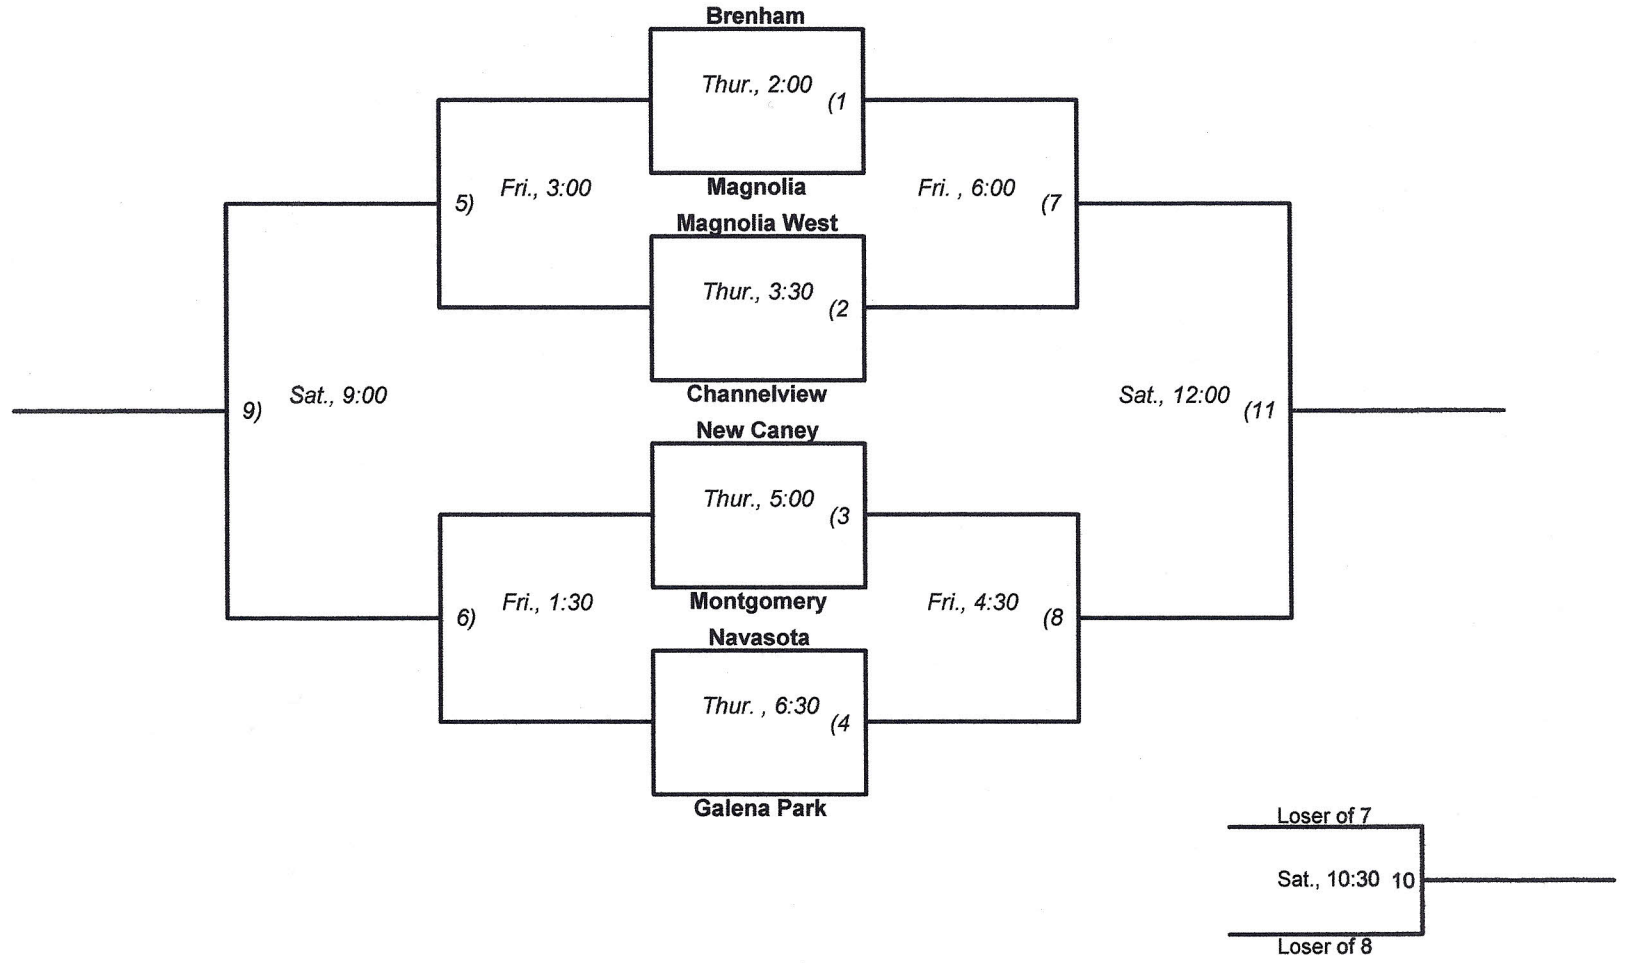 Brenham
Thur., 2:00
(1
Magnolia
5)
Fri., 3:00
Fri. , 6:00
(7
Magnolia West
Thur., 3:30
(2
Channelview
9)
Sat., 9:00
Sat., 12:00
(11
New Caney
Thur., 5:00
(3
Montgomery
6)
Fri., 1:30
Fri., 4:30
(8
Navasota
Thur. , 6:30
(4
Galena Park
Loser of 7
Sat., 10:30 10
Loser of 8